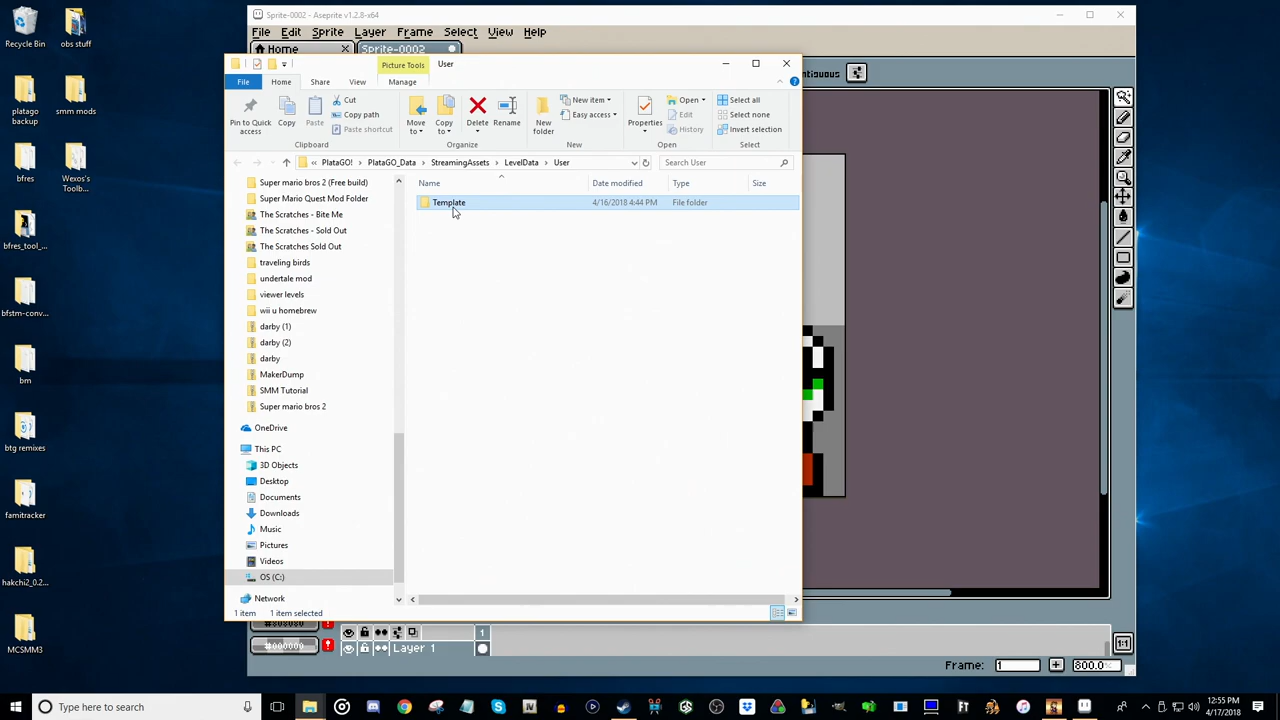 Recycle Bin
obs stuff
platago backup
smm mods
bfres
Wexos's Toolb...
bfres_tool_...
bfstm-conv...
bm
btg remixes
famitracker
hakchi2_0.2...
MCSMM3
Sprite-0002 - Aseprite v1.2.8-x64
File Edit Sprite Layer Frame Select View Help
Home Sprite-0002
Picture Tools User
File Home Share View Manage
Pin to Quick access
Copy
Paste
Cut
Copy path
Paste shortcut
Clipboard
Move to
Copy to
Delete
Rename
Organize
New folder
New item
Easy access
New
Properties
Open
Edit
History
Open
Select all
Select none
Invert selection
Select
« PlataGO! > PlataGO_Data > StreamingAssets > LevelData > User
Search User
Name Date modified Type Size
Template 4/16/2018 4:44 PM File folder
Super mario bros 2 (Free build)
Super Mario Quest Mod Folder
The Scratches - Bite Me
The Scratches - Sold Out
The Scratches Sold Out
traveling birds
undertale mod
viewer levels
wii u homebrew
darby (1)
darby (2)
darby
MakerDump
SMM Tutorial
Super mario bros 2
OneDrive
This PC
3D Objects
Desktop
Documents
Downloads
Music
Pictures
Videos
OS (C:)
Network
1 item 1 item selected
#000000
1
Layer 1
1:1
Frame: 1 800.0
Type here to search
12:55 PM
4/17/2018